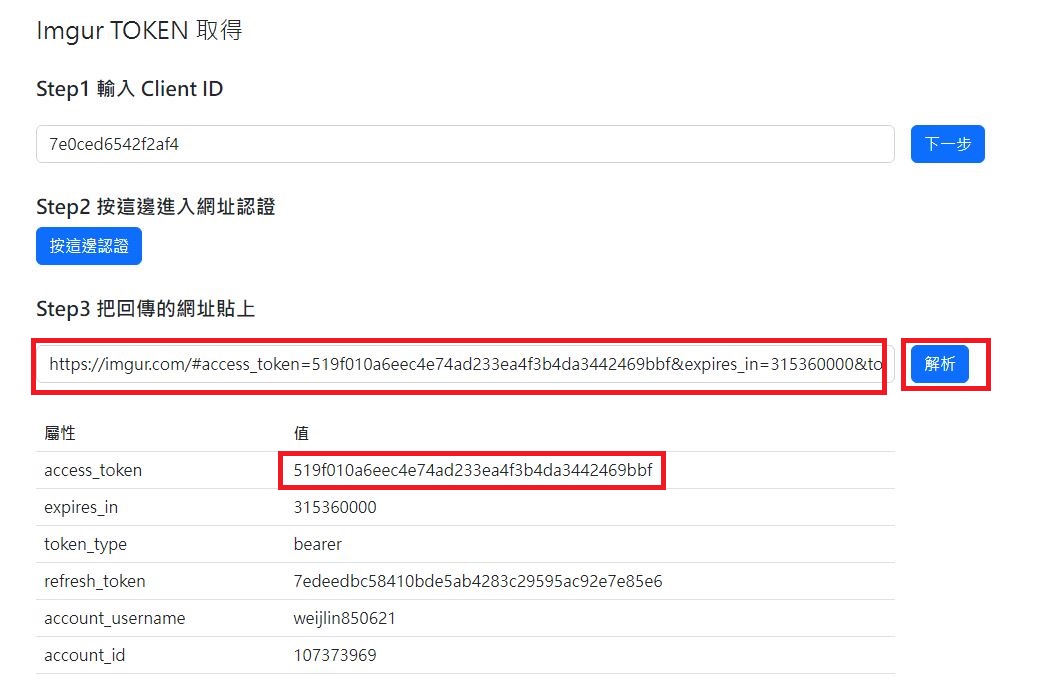 Imgur TOKEN 取得
Step1 輸入 Client ID
7e0ced6542f2af4 下一步
Step2 按這邊進入網址認證
按這邊認證
Step3 把回傳的網址貼上
https://imgur.com/#access_token=519f010a6eec4e74ad233ea4f3b4da3442469bbf&expires_in=315360000&to 解析
屬性 值
access_token 519f010a6eec4e74ad233ea4f3b4da3442469bbf
expires_in 315360000
token_type bearer
refresh_token 7edeedbc58410bde5ab4283c29595ac92e7e85e6
account_username weijlin850621
account_id 107373969